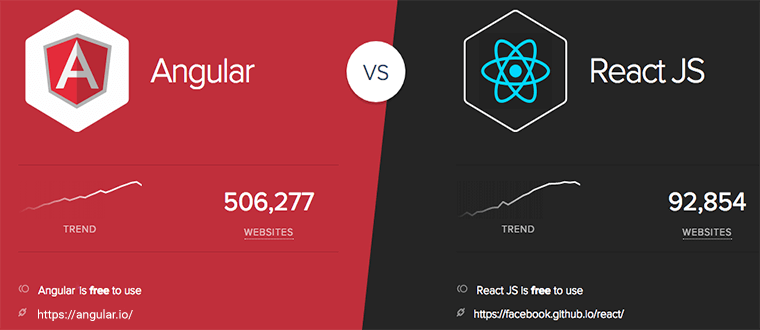 A
Angular
VS
React JS
506,277
TREND
WEBSITES
92,854
TREND
WEBSITES
Angular is free to use
https://angular.io/
React JS is free to use
https://facebook.github.io/react/